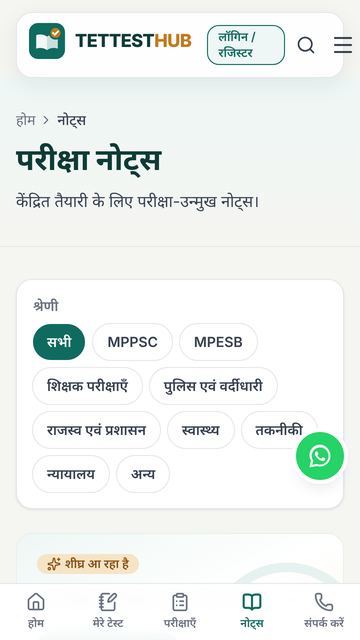 TETTESTHUB
लॉगिन /
रजिस्टर
होम > नोट्स
परीक्षा नोट्स
केंद्रित तैयारी के लिए परीक्षा-उन्मुख नोट्स।
श्रेणी
सभी MPPSC MPESB
शिक्षक परीक्षाएँ पुलिस एवं वर्दीधारी
राजस्व एवं प्रशासन स्वास्थ्य तकनीकी
न्यायालय अन्य
शीघ्र आ रहा है
होम मेरे टेस्ट परीक्षाएँ नोट्स संपर्क करें